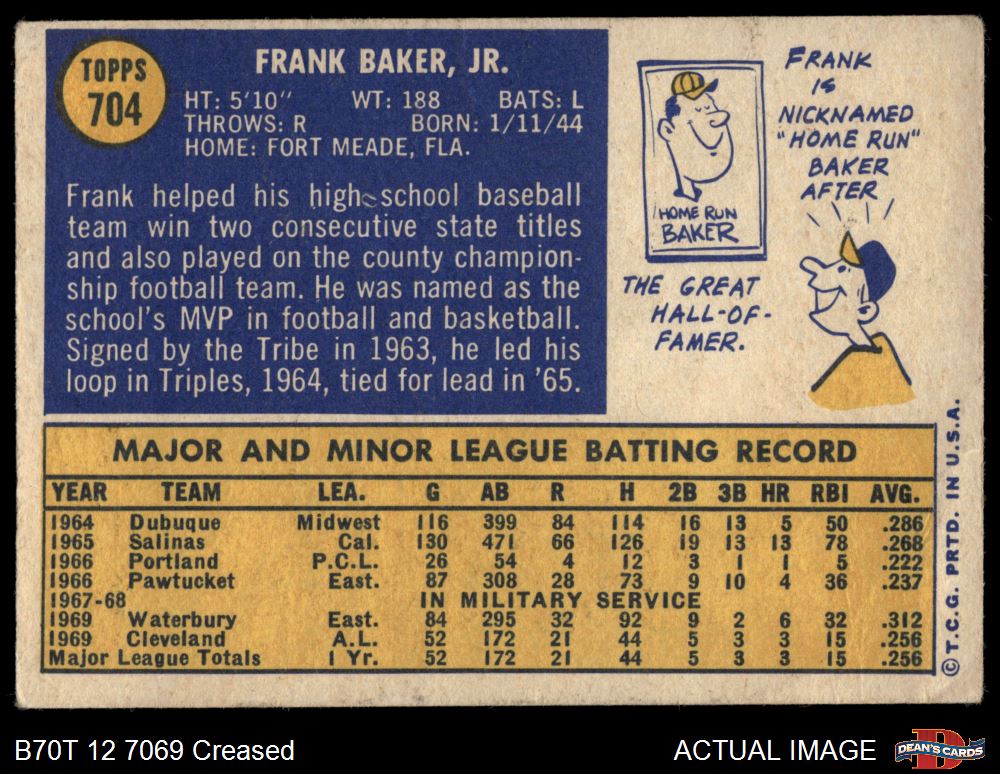 TOPPS
704
FRANK BAKER, JR.
HT: 5'10" WT: 188 BATS: L
THROWS: R BORN: 1/11/44
HOME: FORT MEADE, FLA.
Frank helped his high-school baseball
team win two consecutive state titles
and also played on the county champion-
ship football team. He was named as the
school's MVP in football and basketball.
Signed by the Tribe in 1963, he led his
loop in Triples, 1964, tied for lead in '65.
HOME RUN
BAKER
FRANK
IS
NICKNAMED
"HOME RUN"
BAKER
AFTER
THE GREAT
HALL-OF-
FAMER.
MAJOR AND MINOR LEAGUE BATTING RECORD
YEAR TEAM LEA. G AB R H 2B 3B HR RBI AVG.
1964 Dubuque Midwest 116 399 84 114 16 13 5 50 .286
1965 Salinas Cal. 130 471 66 126 19 13 13 78 .268
1966 Portland P.C.L. 26 54 4 12 3 1 1 5 .222
1966 Pawtucket East. 87 308 28 73 9 10 4 36 .237
1967-68 IN MILITARY SERVICE
1969 Waterbury East. 84 295 32 92 9 2 6 32 .312
1969 Cleveland A.L. 52 172 21 44 5 3 3 15 .256
Major League Totals 1 Yr. 52 172 21 44 5 3 3 15 .256
© T.C.G. PRTD. IN U.S.A.
B70T 12 7069 Creased
ACTUAL IMAGE
D
DEAN'S CARDS